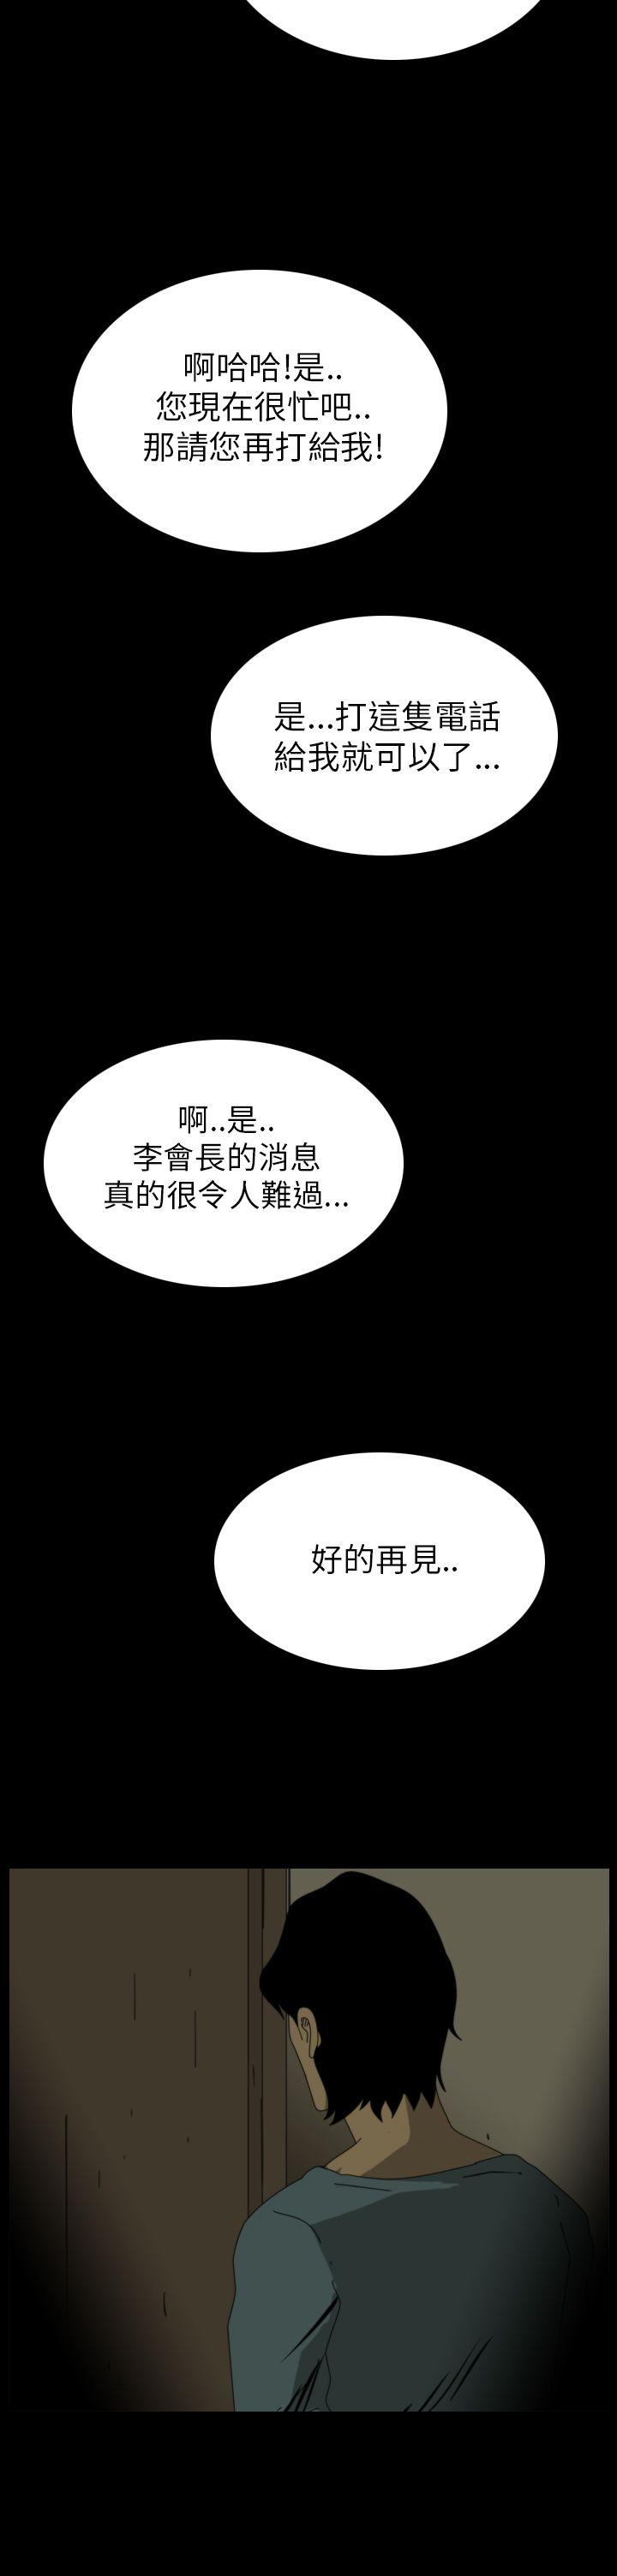 啊哈哈!是..
您現在很忙吧..
那請您再打給我!
是...打這隻電話
給我就可以了...
啊..是..
李會長的消息
真的很令人難過...
好的再見..